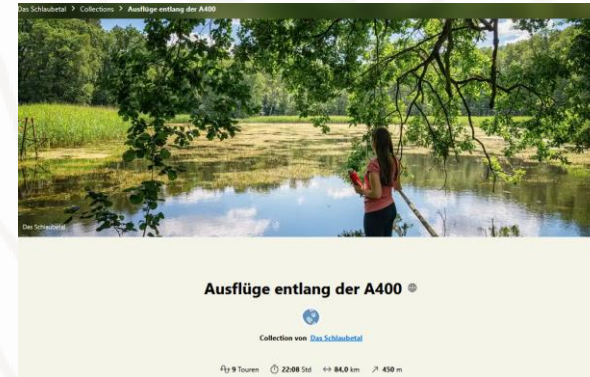 Das Schlaubetal > Collections > Ausflüge entlang der A400
Das Schlaubetal
Ausflüge entlang der A400
Collection von Das Schlaubetal
9 Touren 22:08 Std 84,0 km 450 m